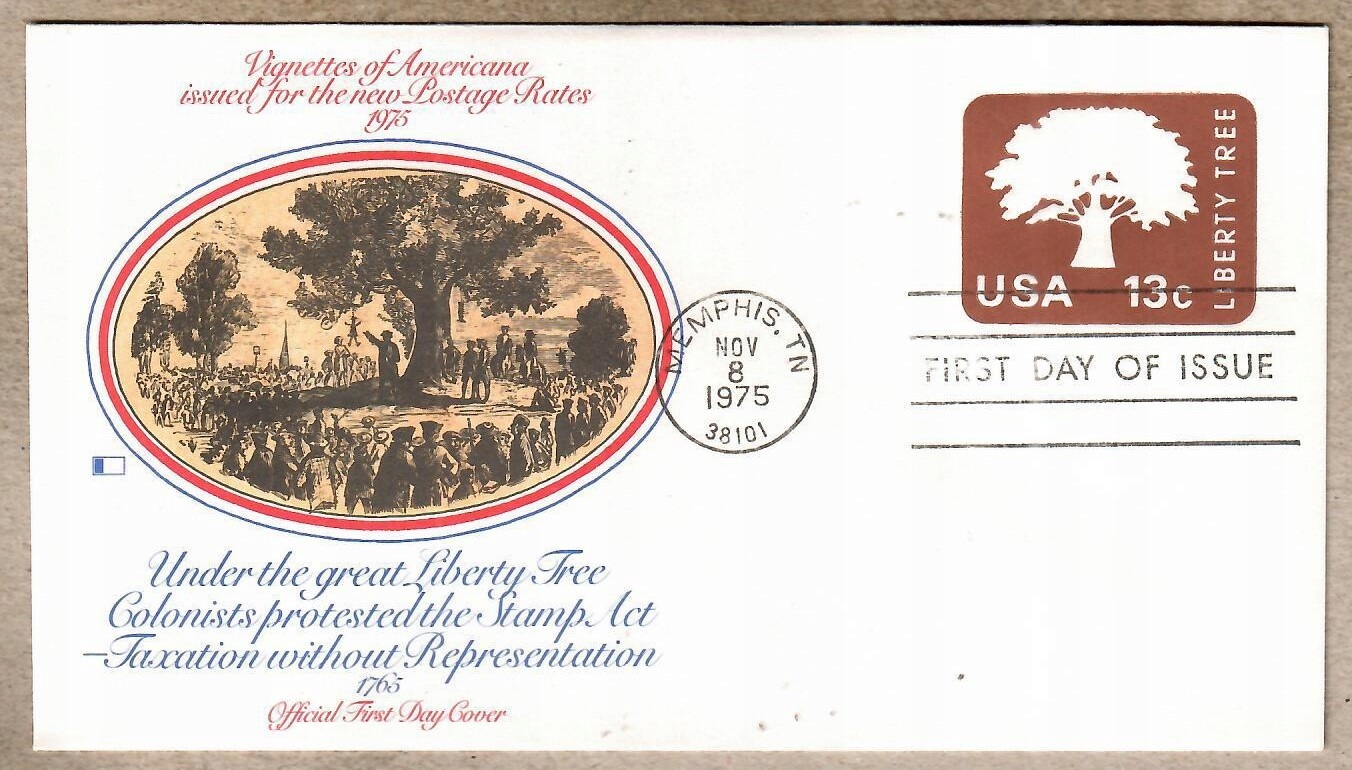 Vignettes of Americana
issued for the new Postage Rates
1975
LIBERTY TREE
USA 13c
MEMPHIS, TN
NOV
8
1975
38101
FIRST DAY OF ISSUE
Under the great Liberty Tree
Colonists protested the Stamp Act
—Taxation without Representation
1765
Official First Day Cover